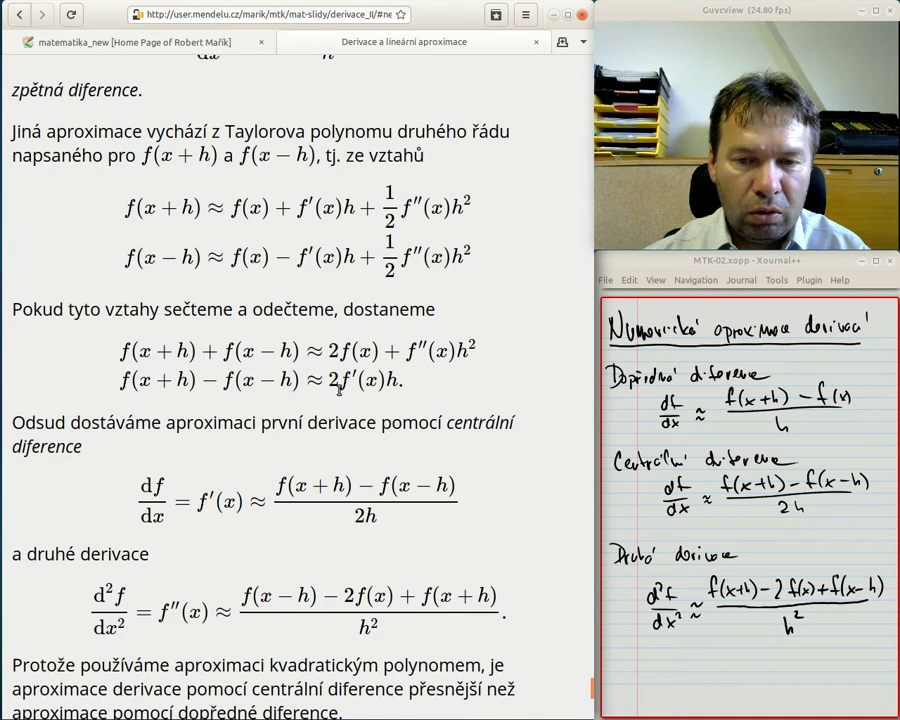 http://user.mendelu.cz/marik/mtk/mat-slidy/derivace_II/#ne
matematika_new [Home Page of Robert Mařík]
Derivace a lineární aproximace
zpětná diference.
Jiná aproximace vychází z Taylorova polynomu druhého řádu
napsaného pro f(x + h) a f(x − h), tj. ze vztahů
f(x + h) ≈ f(x) + f′(x)h + 1/2 f″(x)h²
f(x − h) ≈ f(x) − f′(x)h + 1/2 f″(x)h²
Pokud tyto vztahy sečteme a odečteme, dostaneme
f(x + h) + f(x − h) ≈ 2f(x) + f″(x)h²
f(x + h) − f(x − h) ≈ 2f′(x)h.
Odsud dostáváme aproximaci první derivace pomocí centrální
diference
df/dx = f′(x) ≈ (f(x + h) − f(x − h))/2h
a druhé derivace
d²f/dx² = f″(x) ≈ (f(x − h) − 2f(x) + f(x + h))/h².
Protože používáme aproximaci kvadratickým polynomem, je
aproximace derivace pomocí centrální diference přesnější než
aproximace pomocí dopředné diference.
Guvcview (24.80 fps)
MTK-02.xopp - Xournal++
File Edit View Navigation Journal Tools Plugin Help
Numerická aproximace derivací
Dopředná diference
df/dx ≈ (f(x+h) − f(x))/h
Centrální diference
df/dx ≈ (f(x+h) − f(x−h))/2h
Druhá derivace
d²f/dx² ≈ (f(x+h) − 2f(x) + f(x−h))/h²